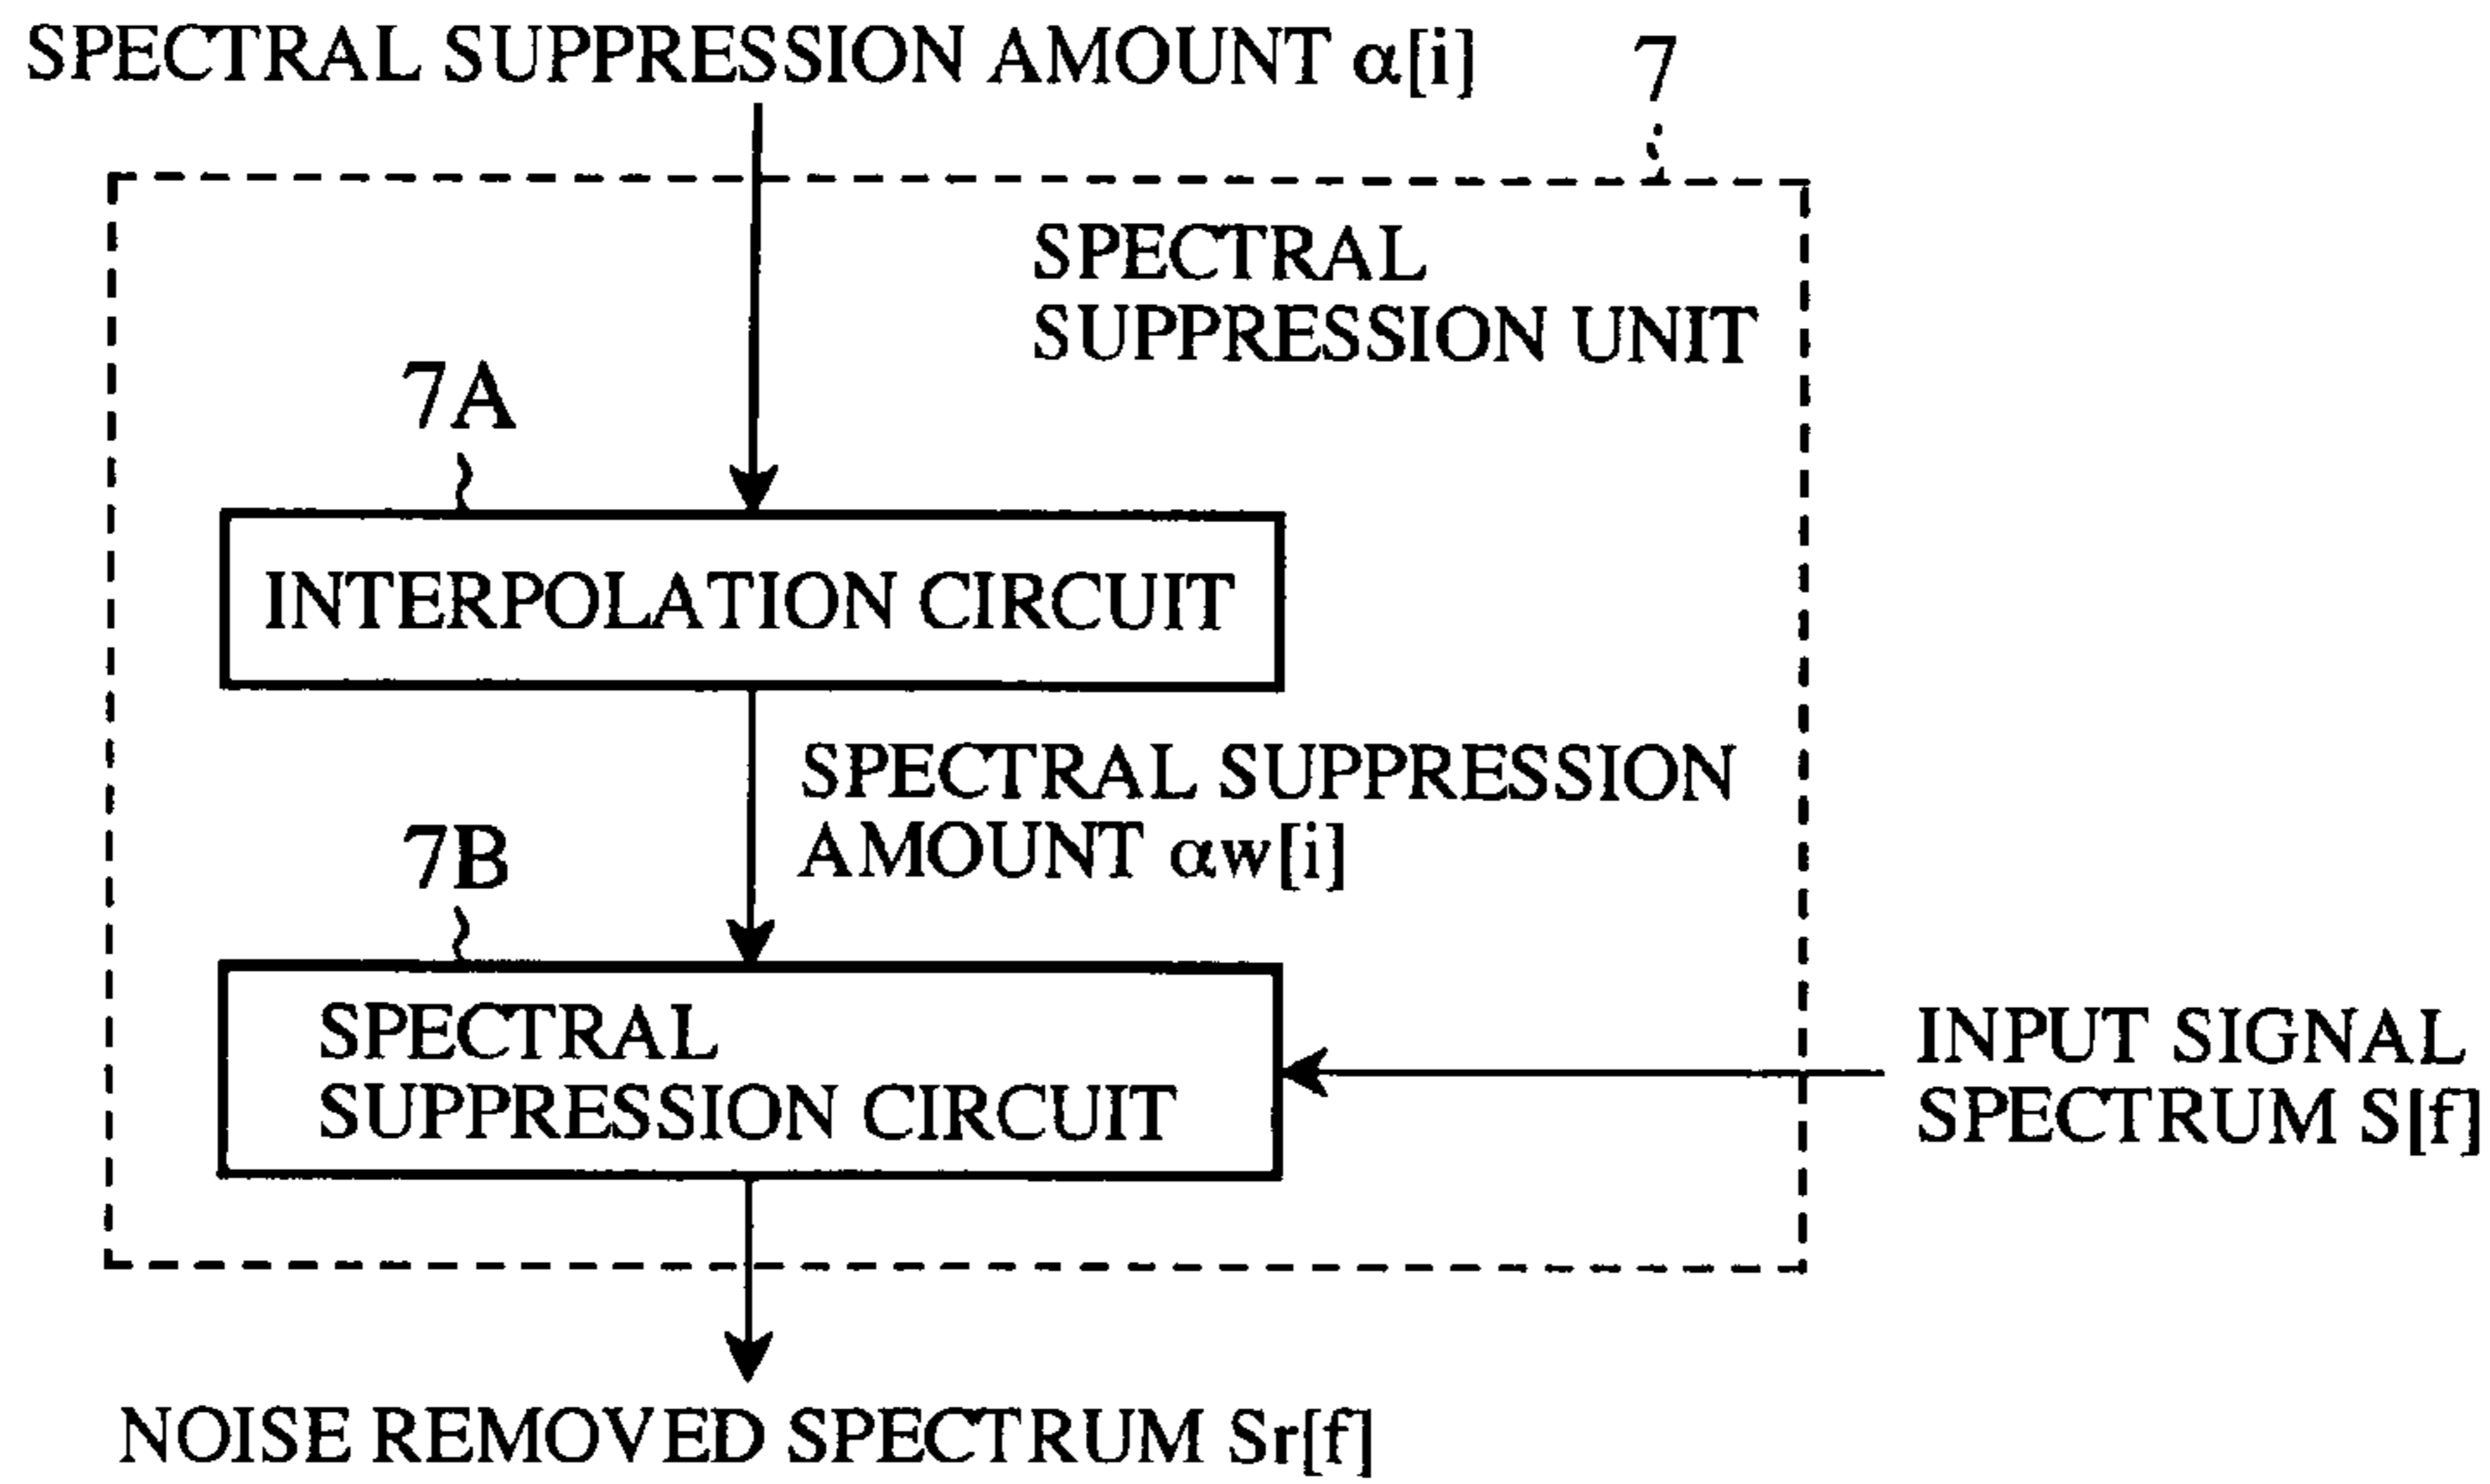 SPECTRAL SUPPRESSION AMOUNT α[i]
7
SPECTRAL
SUPPRESSION UNIT
7A
INTERPOLATION CIRCUIT
SPECTRAL SUPPRESSION
AMOUNT αw[i]
7B
SPECTRAL
SUPPRESSION CIRCUIT
INPUT SIGNAL
SPECTRUM S[f]
NOISE REMOVED SPECTRUM Sr[f]